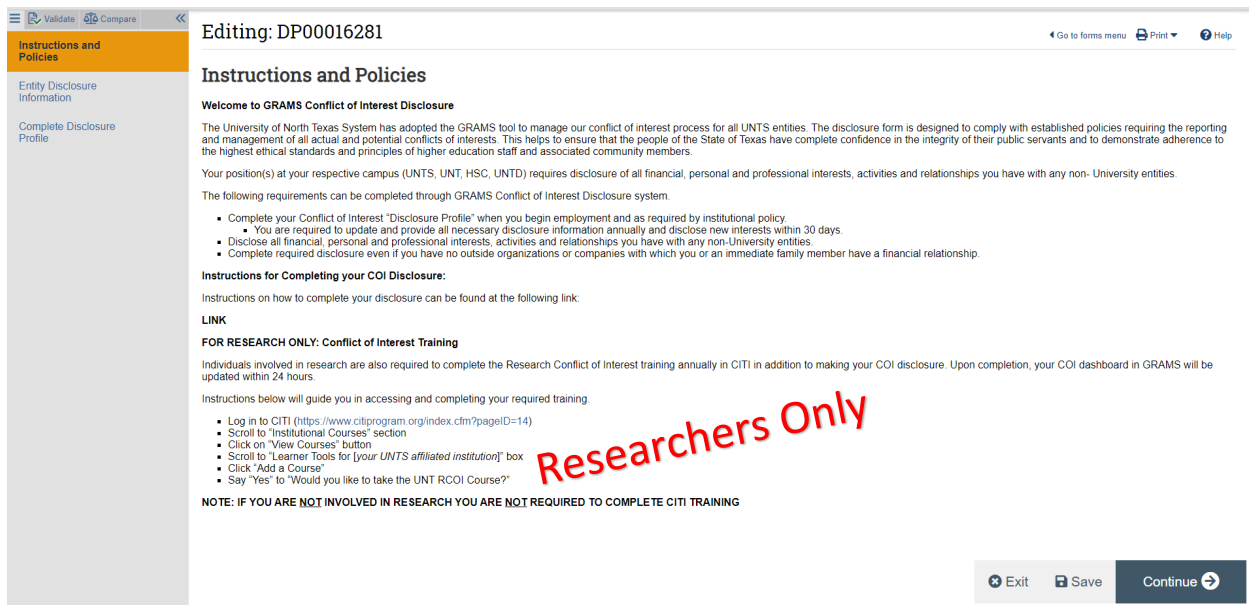 Validate Compare
Instructions and
Policies
Entity Disclosure
Information
Complete Disclosure
Profile
Editing: DP00016281
Go to forms menu Print Help
Instructions and Policies
Welcome to GRAMS Conflict of Interest Disclosure
The University of North Texas System has adopted the GRAMS tool to manage our conflict of interest process for all UNTS entities. The disclosure form is designed to comply with established policies requiring the reporting
and management of all actual and potential conflicts of interests. This helps to ensure that the people of the State of Texas have complete confidence in the integrity of their public servants and to demonstrate adherence to
the highest ethical standards and principles of higher education staff and associated community members.
Your position(s) at your respective campus (UNTS, UNT, HSC, UNTD) requires disclosure of all financial, personal and professional interests, activities and relationships you have with any non- University entities.
The following requirements can be completed through GRAMS Conflict of Interest Disclosure system.
▪ Complete your Conflict of Interest “Disclosure Profile” when you begin employment and as required by institutional policy.
▪ You are required to update and provide all necessary disclosure information annually and disclose new interests within 30 days.
▪ Disclose all financial, personal and professional interests, activities and relationships you have with any non-University entities.
▪ Complete required disclosure even if you have no outside organizations or companies with which you or an immediate family member have a financial relationship.
Instructions for Completing your COI Disclosure:
Instructions on how to complete your disclosure can be found at the following link:
LINK
FOR RESEARCH ONLY: Conflict of Interest Training
Individuals involved in research are also required to complete the Research Conflict of Interest training annually in CITI in addition to making your COI disclosure. Upon completion, your COI dashboard in GRAMS will be
updated within 24 hours.
Instructions below will guide you in accessing and completing your required training.
▪ Log in to CITI (https://www.citiprogram.org/index.cfm?pageID=14)
▪ Scroll to “Institutional Courses” section
▪ Click on “View Courses” button
▪ Scroll to “Learner Tools for [your UNTS affiliated institution]” box
▪ Click “Add a Course”
▪ Say “Yes” to “Would you like to take the UNT RCOI Course?”
Researchers Only
NOTE: IF YOU ARE NOT INVOLVED IN RESEARCH YOU ARE NOT REQUIRED TO COMPLETE CITI TRAINING
Exit Save Continue